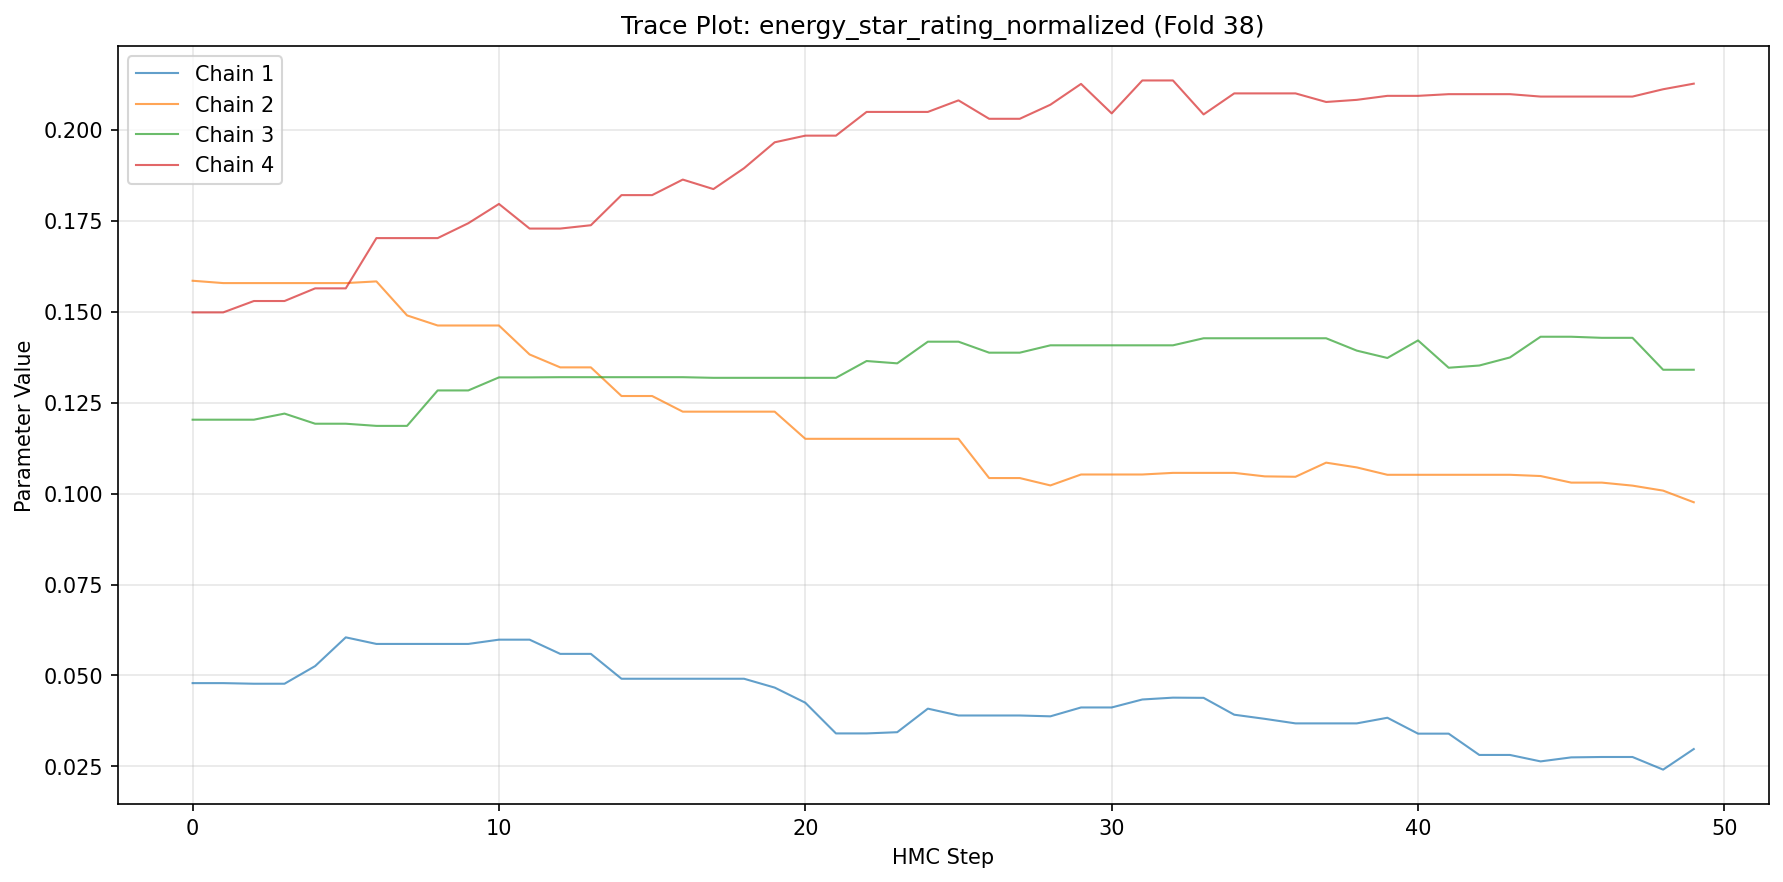 Trace Plot: energy_star_rating_normalized (Fold 38)
Chain 1
Chain 2
Chain 3
Chain 4
0.200
0.175
0.150
0.125
0.100
0.075
0.050
0.025
Parameter Value
0 10 20 30 40 50
HMC Step